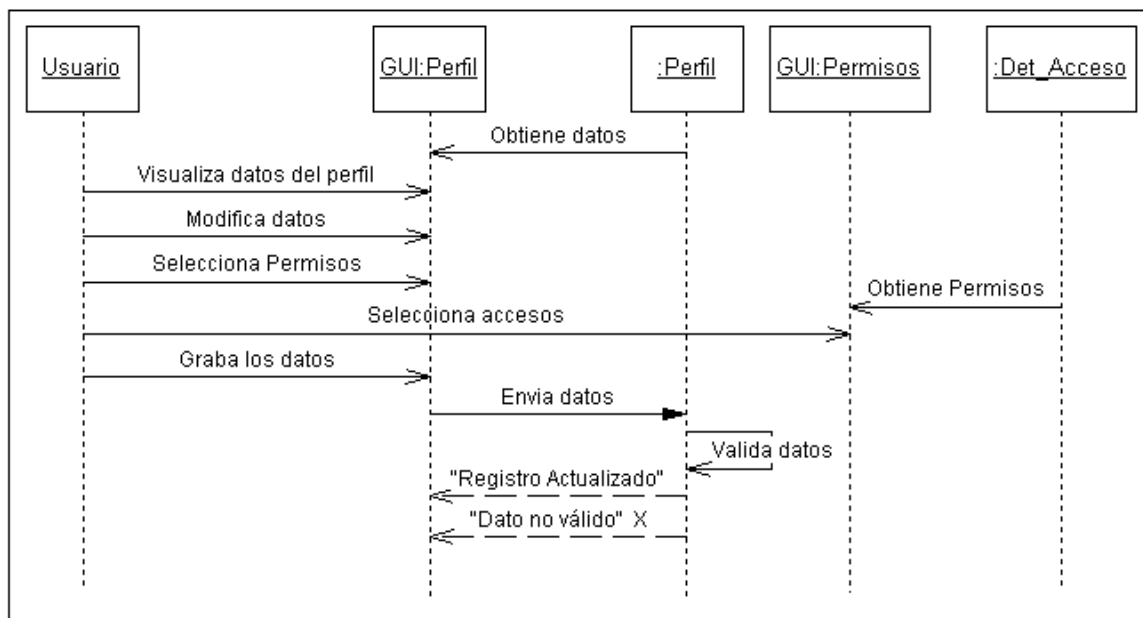 Usuario
GUI:Perfil
:Perfil
GUI:Permisos
:Det_Acceso
Obtiene datos
Visualiza datos del perfil
Modifica datos
Selecciona Permisos
Obtiene Permisos
Selecciona accesos
Graba los datos
Envia datos
Valida datos
"Registro Actualizado"
"Dato no válido" X